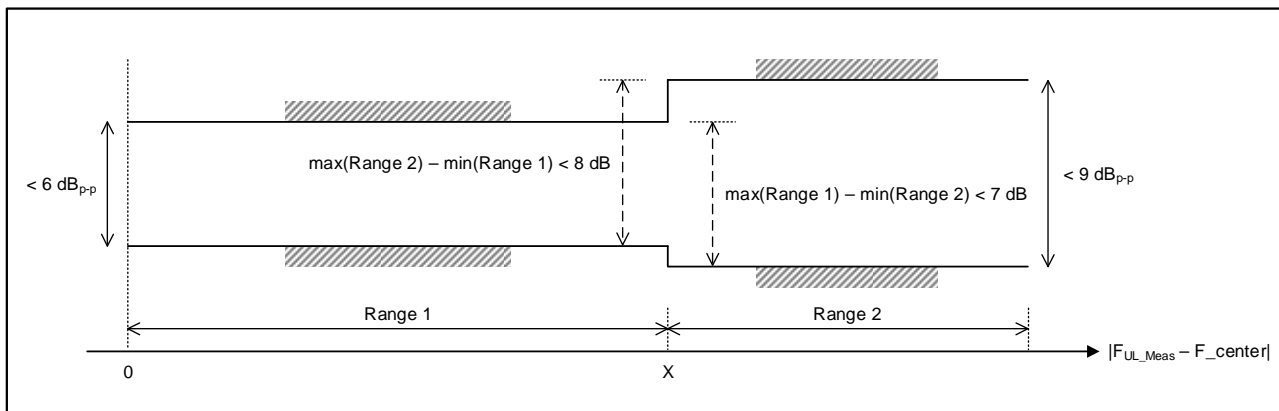 max(Range 2) – min(Range 1) < 8 dB
< 6 dBp-p
max(Range 1) – min(Range 2) < 7 dB
< 9 dBp-p
Range 1
Range 2
0
X
|FUL_Meas – F_center|